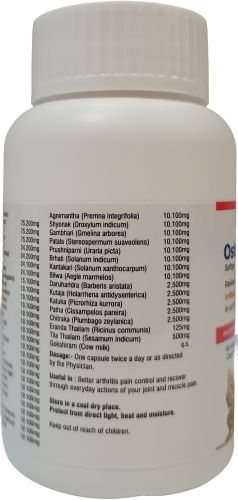 Agnimantha (Premna integrifolia) 10.100mg
Shyonak (Oroxylum indicum) 10.100mg
Gambhari (Gmelina arborea) 10.100mg
Patals (Stereospermum suaveolens) 10.100mg
Prushniparni (Uraria picta) 10.100mg
Brhati (Solanum indicum) 10.100mg
Kantakari (Solanum xanthocarpum) 10.100mg
Bilwa (Aegle marmelos) 10.100mg
Daruharidra (Barberis aristata) 2.500mg
Kutaja (Holarhena antidysenterica) 2.500mg
Katuka (Picrorhiza kurroa) 2.500mg
Patha (Cissampelos pareira) 2.500mg
Chitraka (Plumbago zeylanica) 2.500mg
Eranda Thailam (Ricinus communis) 125mg
Tila Thailam (Sesamum indicum) 500mg
Gokshiram (Cow milk) q.s
Dosage:- One capsule twice a day or as directed
by the Physician.
Useful in : Better arthritis pain control and recover
through everyday actions of your joint and muscle pain.
Store in a cool dry place.
Protect from direct light, heat and moisture.
Keep out of reach of children.